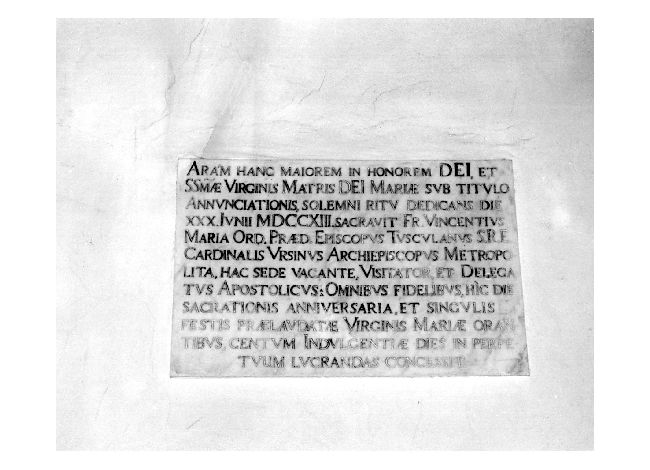 ARAM HANC MAIOREM IN HONOREM DEI, ET
SSMÆ VIRGINIS MATRIS DEI MARIÆ SVB TITVLO
ANNVNCIATIONIS, SOLEMNI RITV DEDICANS DIE
XXX. IVNII MDCCXIII. SACRAVIT FR. VINCENTIVS
MARIA ORD. PRÆD. EPISCOPVS TVSCVLANVS S.R.E.
CARDINALIS VRSINVS ARCHIEPISCOPVS METROPO
LITA, HAC SEDE VACANTE, VISITATOR, ET DELEGA
TVS APOSTOLICVS: OMNIBVS FIDELIBVS, HIC DIE
SACRATIONIS ANNIVERSARIA, ET SINGVLIS
FESTIS PRÆLAVDATÆ VIRGINIS MARIÆ ORAN
TIBVS, CENTVM INDVLGENTIÆ DIES IN PERPE
TVVM LVCRANDAS CONCESSIT